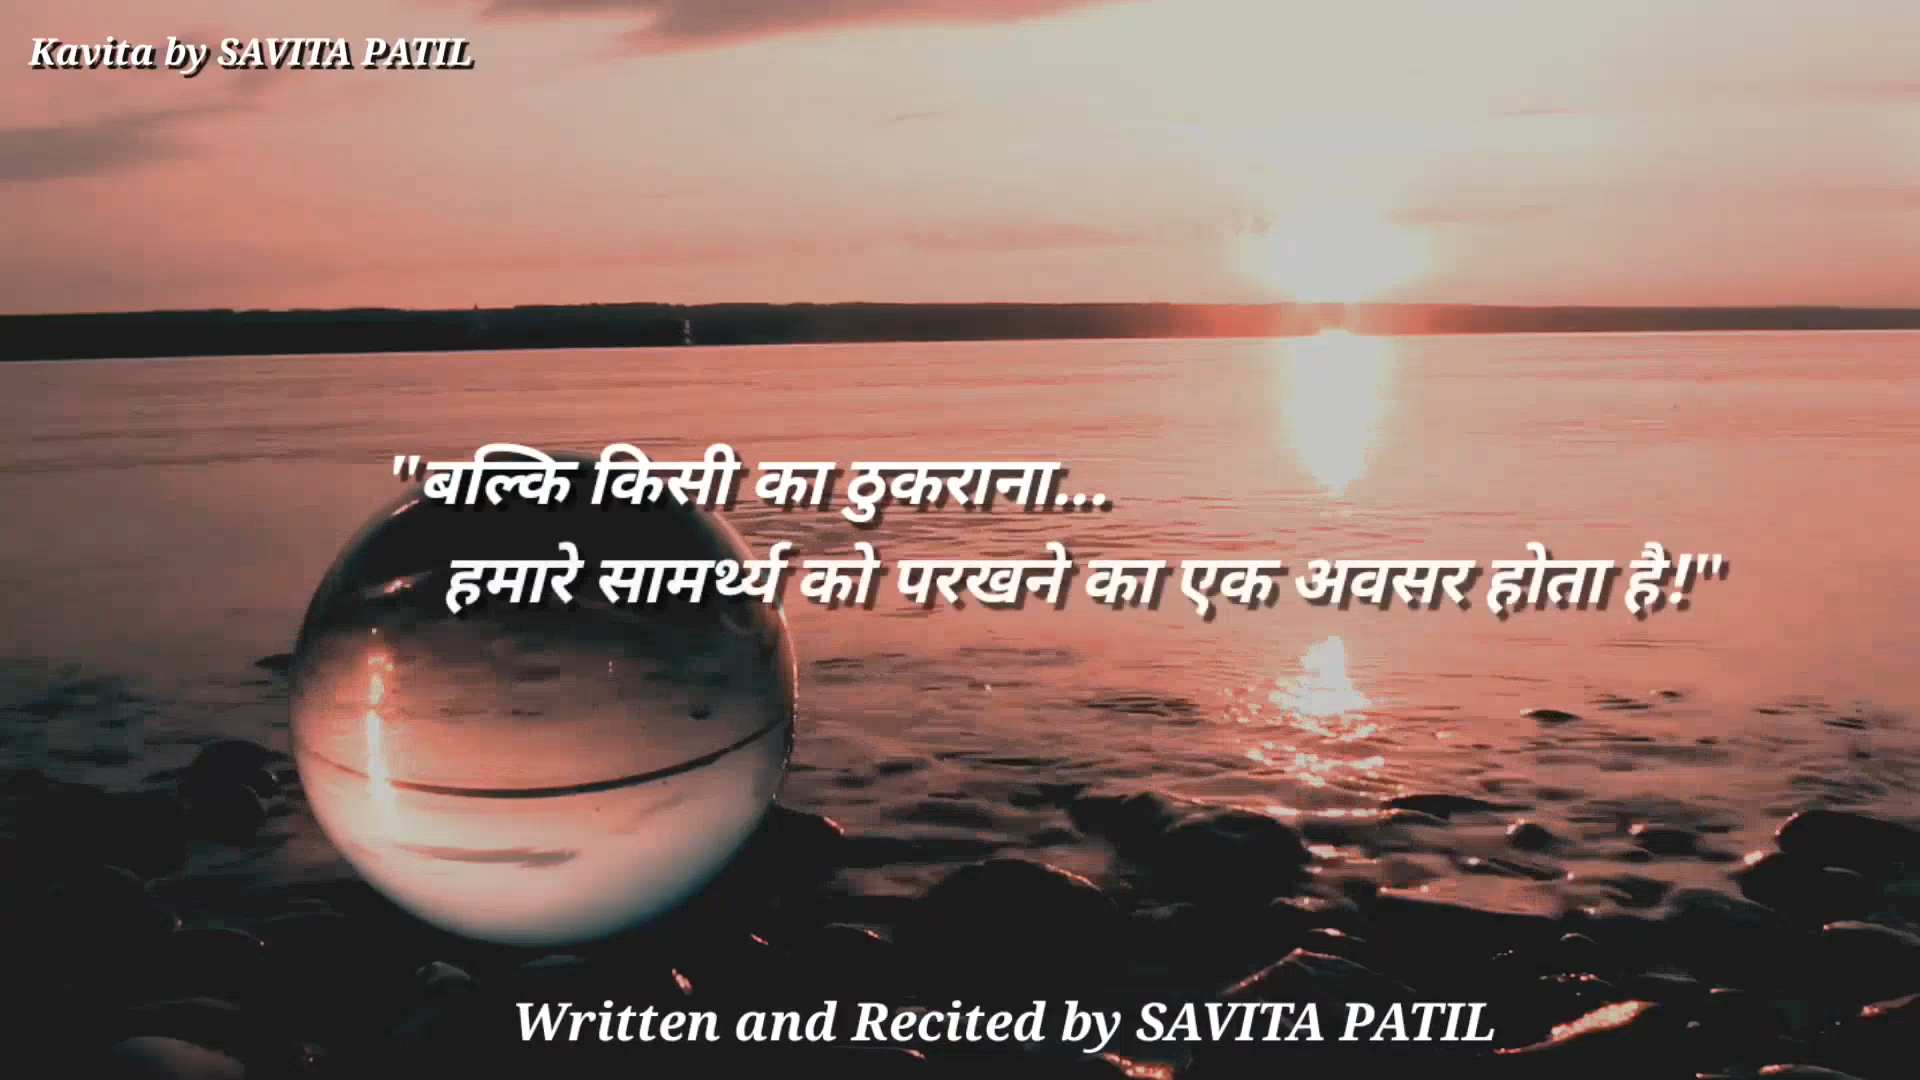 Kavita by SAVITA PATIL
"बल्कि किसी का ठुकराना...
हमारे सामर्थ्य को परखने का एक अवसर होता है!"
Written and Recited by SAVITA PATIL